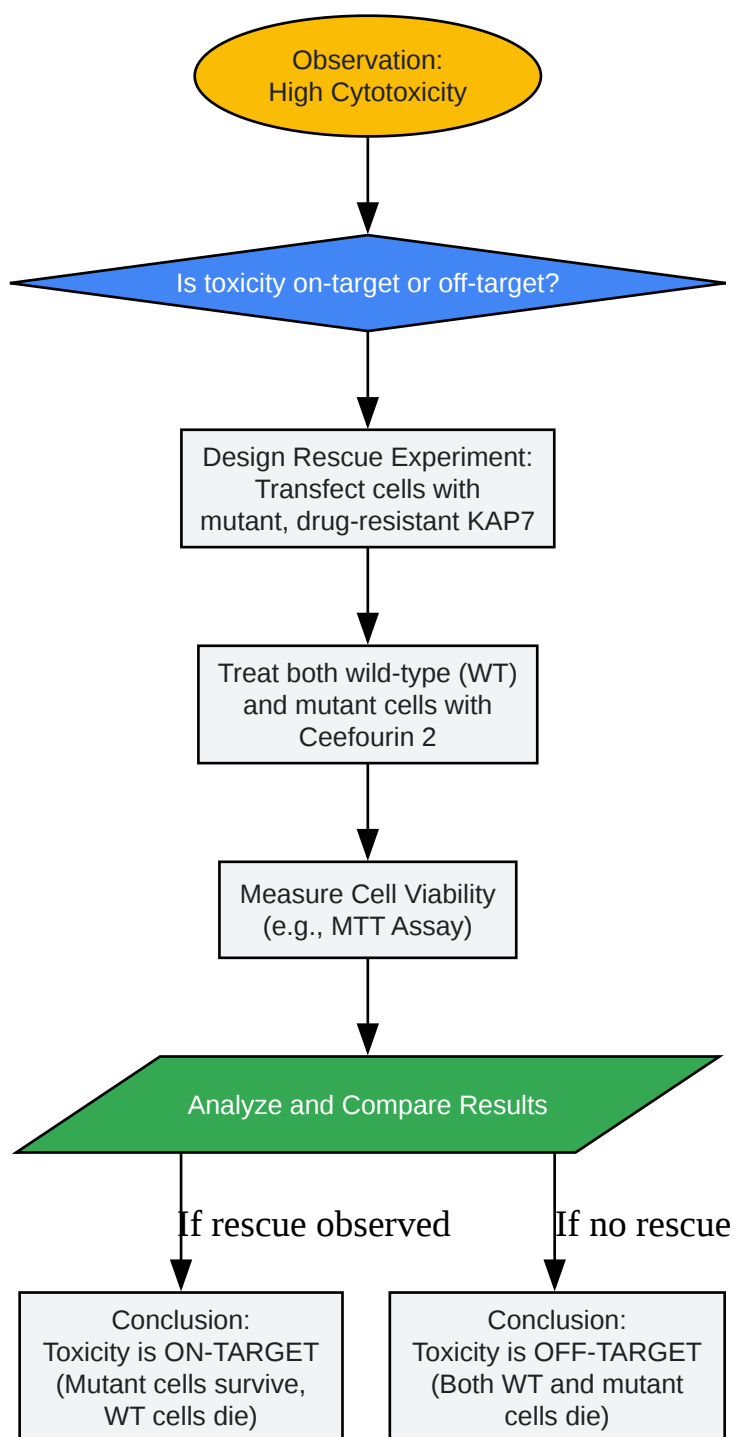 Observation:
High Cytotoxicity
Is toxicity on-target or off-target?
Design Rescue Experiment:
Transfect cells with
mutant, drug-resistant KAP7
Treat both wild-type (WT)
and mutant cells with
Ceefourin 2
Measure Cell Viability
(e.g., MTT Assay)
Analyze and Compare Results
If rescue observed
If no rescue
Conclusion:
Toxicity is ON-TARGET
(Mutant cells survive,
WT cells die)
Conclusion:
Toxicity is OFF-TARGET
(Both WT and mutant
cells die)